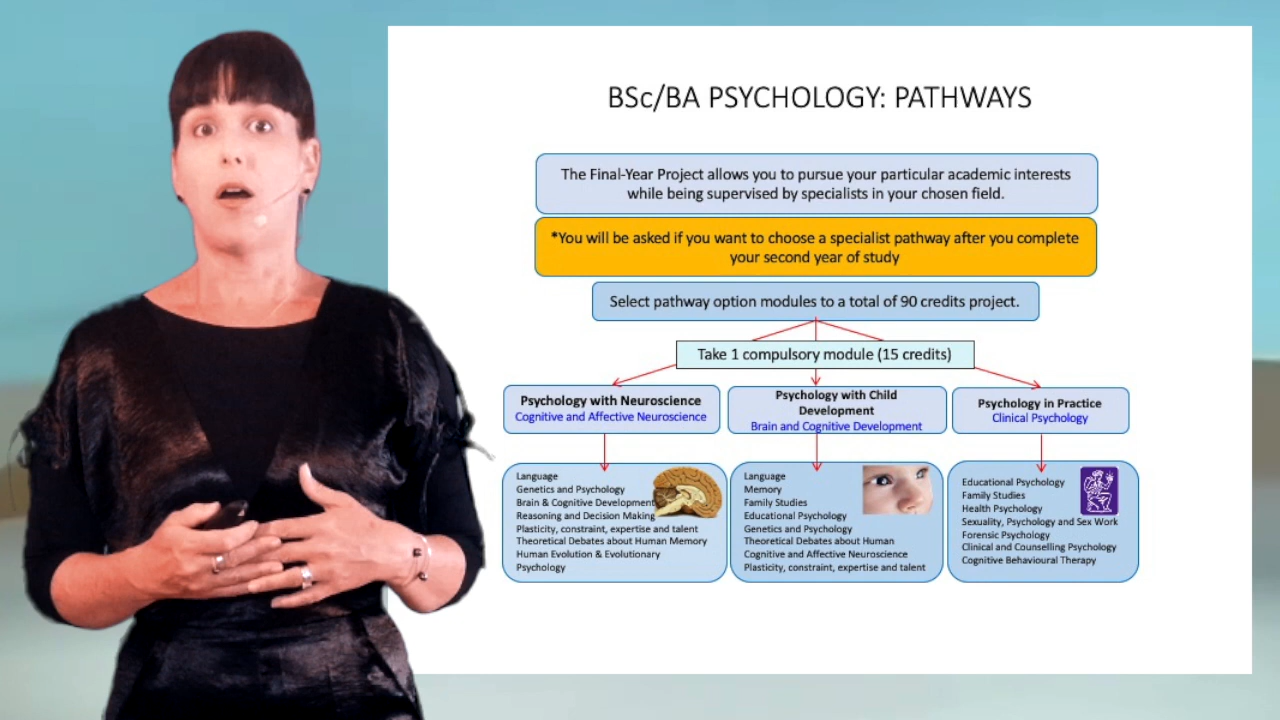 BSc/BA PSYCHOLOGY: PATHWAYS
The Final-Year Project allows you to pursue your particular academic interests
while being supervised by specialists in your chosen field.
*You will be asked if you want to choose a specialist pathway after you complete
your second year of study
Select pathway option modules to a total of 90 credits project.
Take 1 compulsory module (15 credits)
Psychology with Neuroscience
Cognitive and Affective Neuroscience
Psychology with Child
Development
Brain and Cognitive Development
Psychology in Practice
Clinical Psychology
Language
Genetics and Psychology
Brain & Cognitive Development
Reasoning and Decision Making
Plasticity, constraint, expertise and talent
Theoretical Debates about Human Memory
Human Evolution & Evolutionary
Psychology
Language
Memory
Family Studies
Educational Psychology
Genetics and Psychology
Theoretical Debates about Human
Cognitive and Affective Neuroscience
Plasticity, constraint, expertise and talent
Educational Psychology
Family Studies
Health Psychology
Sexuality, Psychology and Sex Work
Forensic Psychology
Clinical and Counselling Psychology
Cognitive Behavioural Therapy